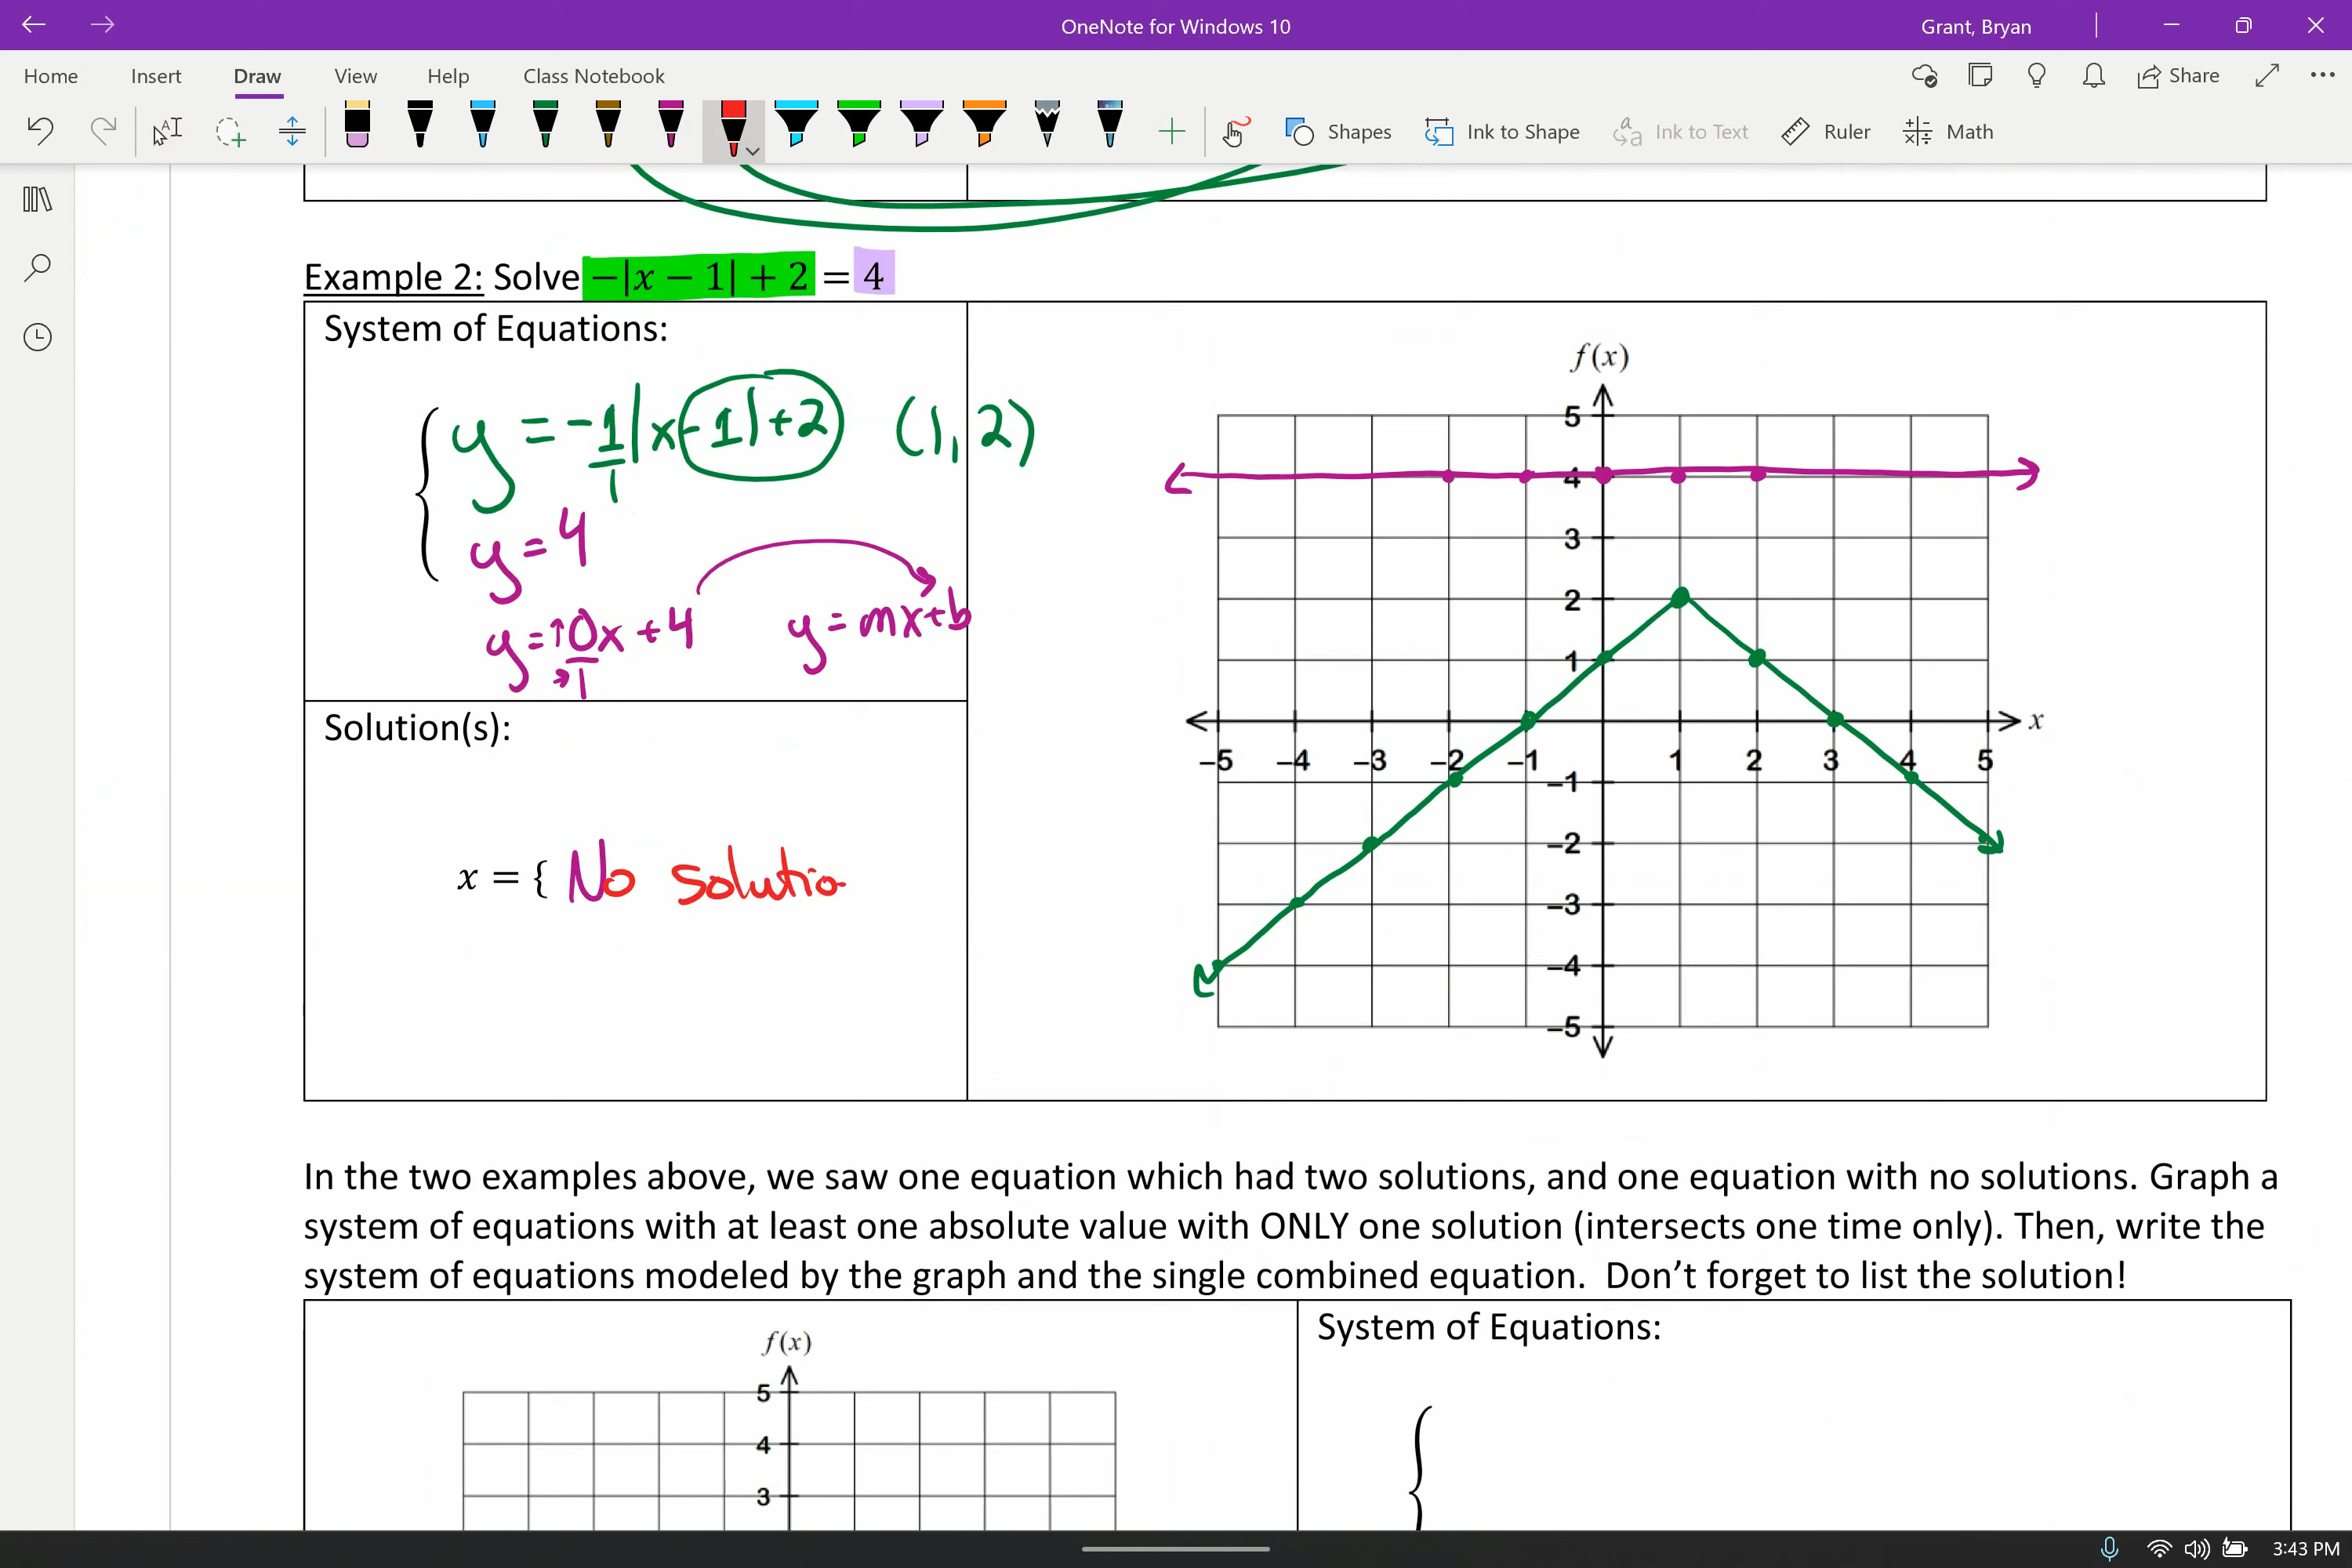 OneNote for Windows 10
Grant, Bryan
Home Insert Draw View Help Class Notebook
Share
Shapes Ink to Shape Ink to Text Ruler Math
Example 2: Solve −|x − 1| + 2 = 4
System of Equations:
y = -1/1 |x -1|+2 (1, 2)
y = 4
y = 0/1x + 4 y = mx+b
Solution(s):
x = { No solutio
f(x)
5
4
3
2
1
x
−5 −4 −3 −2 −1 1 2 3 4 5
−1
−2
−3
−4
−5
In the two examples above, we saw one equation which had two solutions, and one equation with no solutions. Graph a
system of equations with at least one absolute value with ONLY one solution (intersects one time only). Then, write the
system of equations modeled by the graph and the single combined equation. Don’t forget to list the solution!
f(x)
5
4
3
System of Equations:
{
3:43 PM